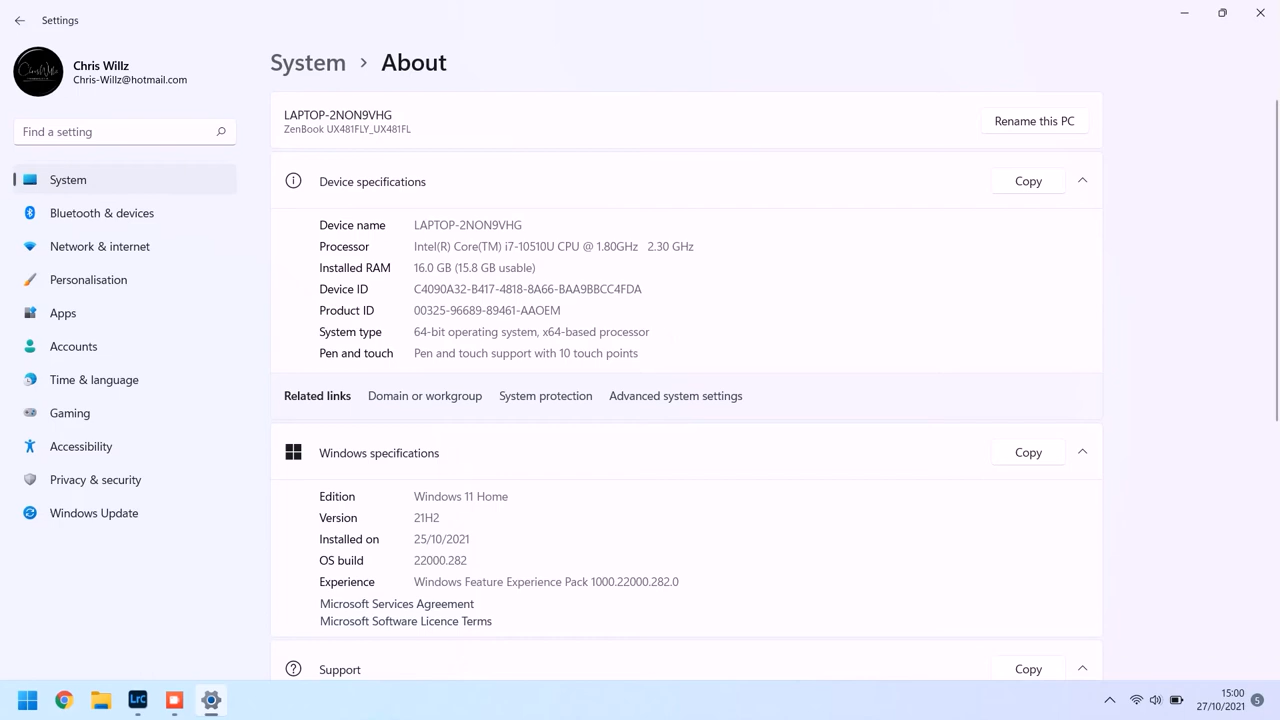 Settings
Chris Willz
Chris-Willz@hotmail.com
Find a setting
System
Bluetooth & devices
Network & internet
Personalisation
Apps
Accounts
Time & language
Gaming
Accessibility
Privacy & security
Windows Update
System > About
LAPTOP-2NON9VHG
ZenBook UX481FLY_UX481FL
Rename this PC
Device specifications Copy
Device name LAPTOP-2NON9VHG
Processor Intel(R) Core(TM) i7-10510U CPU @ 1.80GHz 2.30 GHz
Installed RAM 16.0 GB (15.8 GB usable)
Device ID C4090A32-B417-4818-8A66-BAA9BBCC4FDA
Product ID 00325-96689-89461-AAOEM
System type 64-bit operating system, x64-based processor
Pen and touch Pen and touch support with 10 touch points
Related links Domain or workgroup System protection Advanced system settings
Windows specifications Copy
Edition Windows 11 Home
Version 21H2
Installed on 25/10/2021
OS build 22000.282
Experience Windows Feature Experience Pack 1000.22000.282.0
Microsoft Services Agreement
Microsoft Software Licence Terms
Support Copy
LrC
15:00
27/10/2021
5